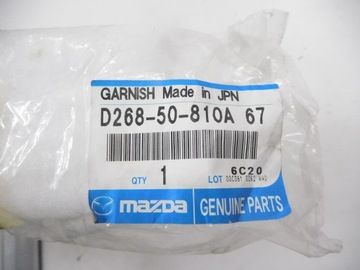 GARNISH Made in JPN
D268-50-810A 67
6C20
QTY 1 LOT
mazda GENUINE PARTS